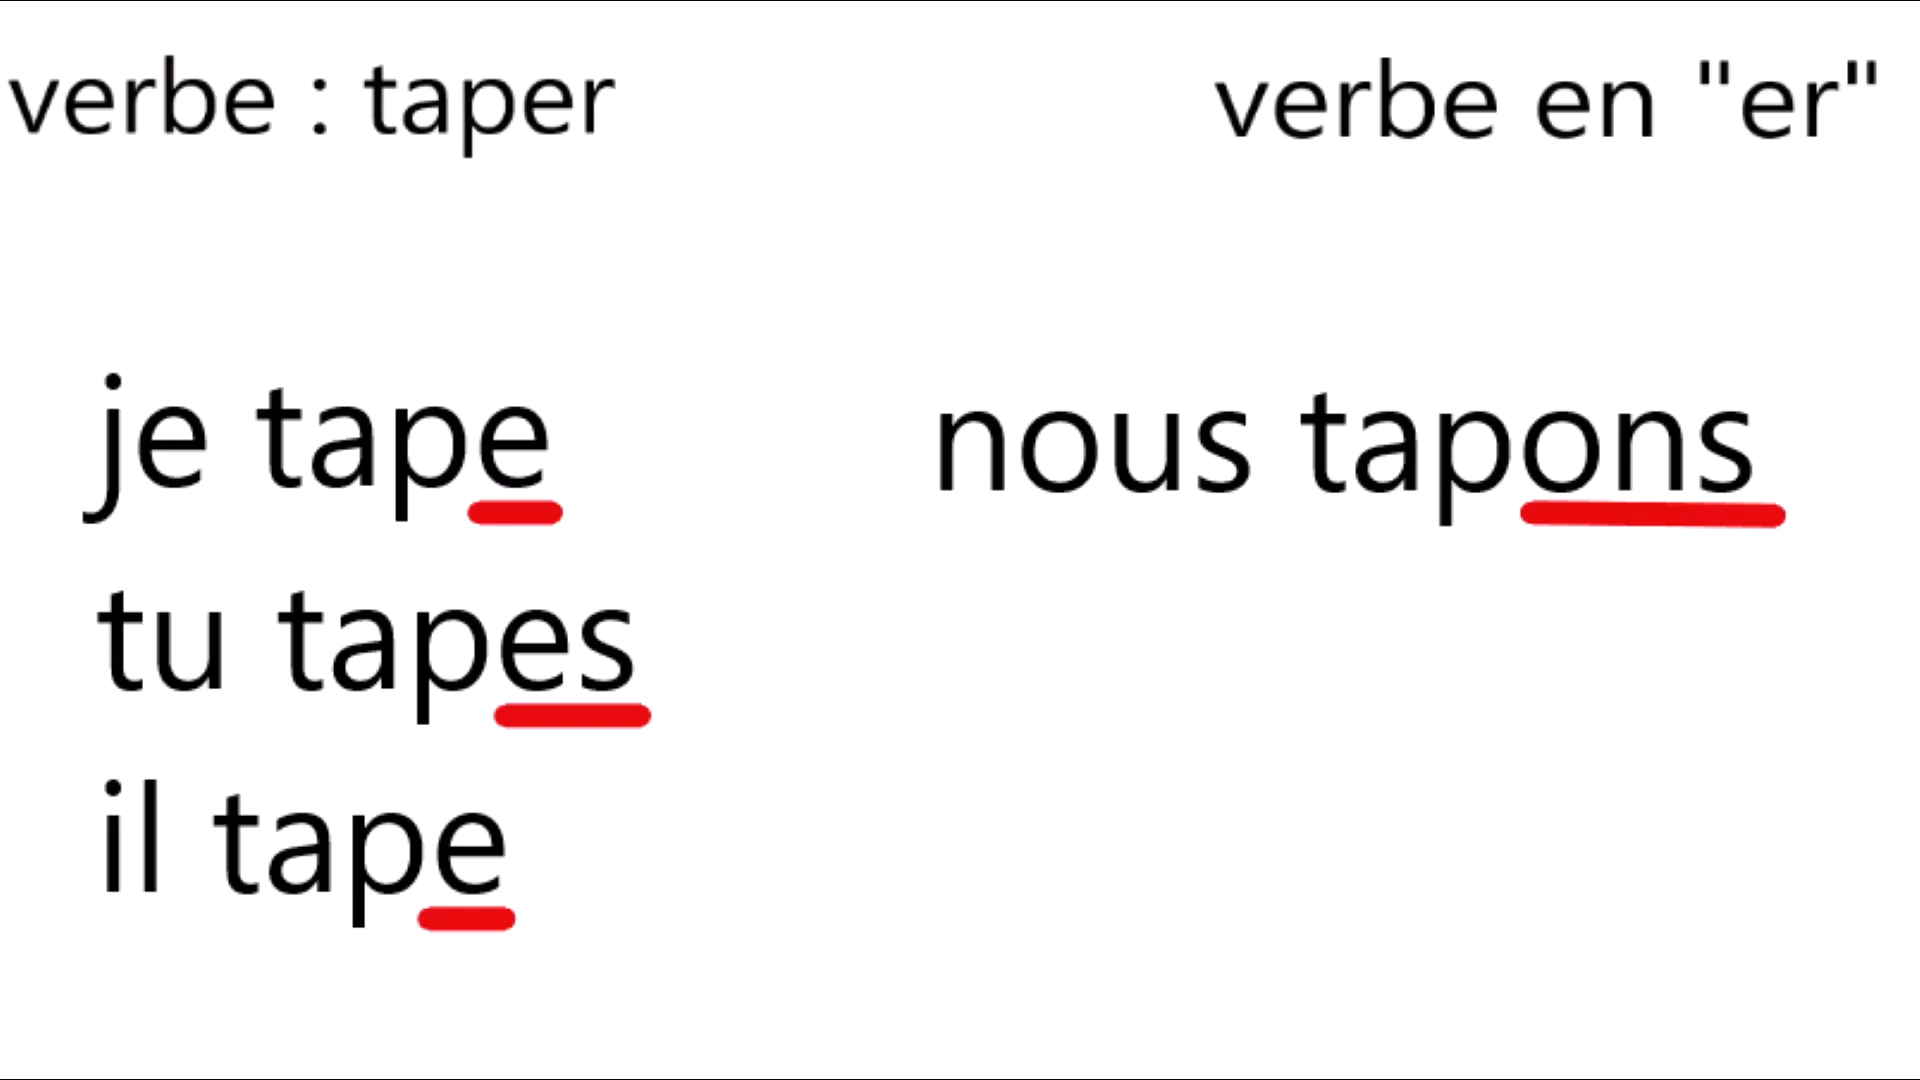 verbe : taper
verbe en "er"
je tape
tu tapes
il tape
nous tapons